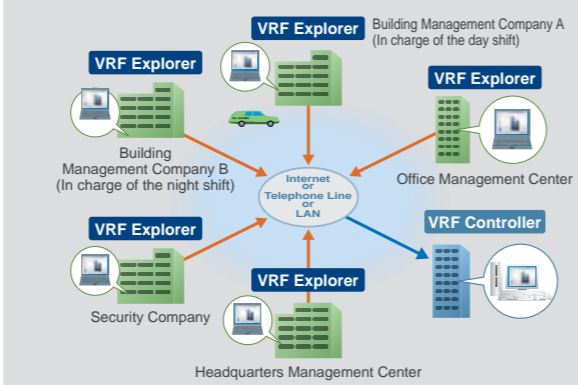 VRF Explorer
Building Management Company A
(In charge of the day shift)
VRF Explorer
Building
Management Company B
(In charge of the night shift)
VRF Explorer
Office Management Center
Internet
or
Telephone Line
or
LAN
VRF Explorer
Security Company
VRF Controller
VRF Explorer
Headquarters Management Center